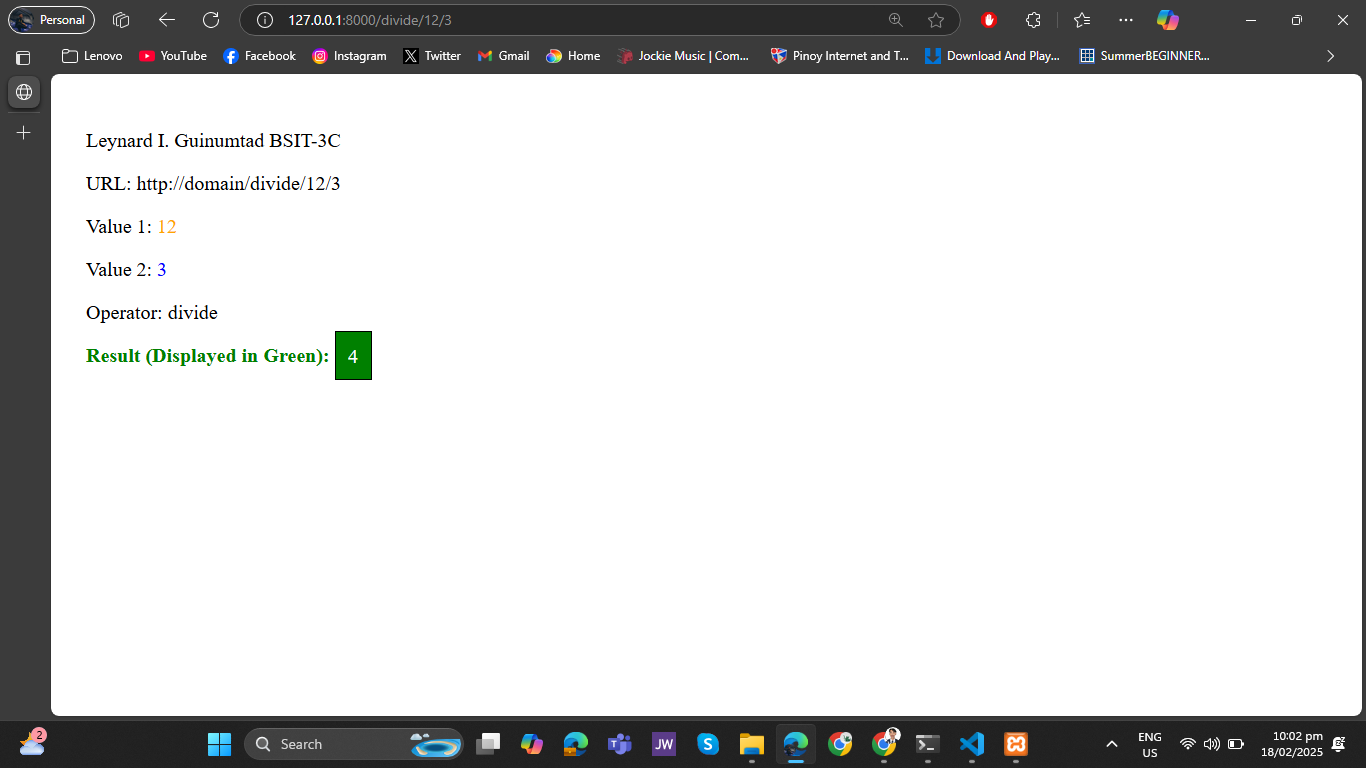 Personal
127.0.0.1:8000/divide/12/3
Lenovo
YouTube
Facebook
Instagram
Twitter
Gmail
Home
Jockie Music | Com...
Pinoy Internet and T...
Download And Play...
SummerBEGINNER...
Leynard I. Guinumtad BSIT-3C
URL: http://domain/divide/12/3
Value 1: 12
Value 2: 3
Operator: divide
Result (Displayed in Green): 4
2
Search
JW
ENG
US
10:02 pm
18/02/2025